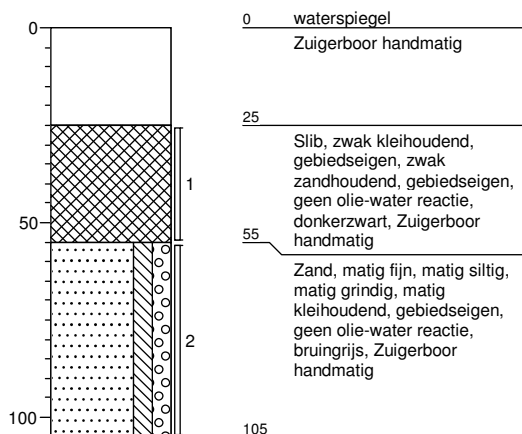 0
50
100
1
2
0 waterspiegel
Zuigerboor handmatig
25
Slib, zwak kleihoudend,
gebiedseigen, zwak
zandhoudend, gebiedseigen,
geen olie-water reactie,
donkerzwart, Zuigerboor
handmatig
55
Zand, matig fijn, matig siltig,
matig grindig, matig
kleihoudend, gebiedseigen,
geen olie-water reactie,
bruingrijs, Zuigerboor
handmatig
105